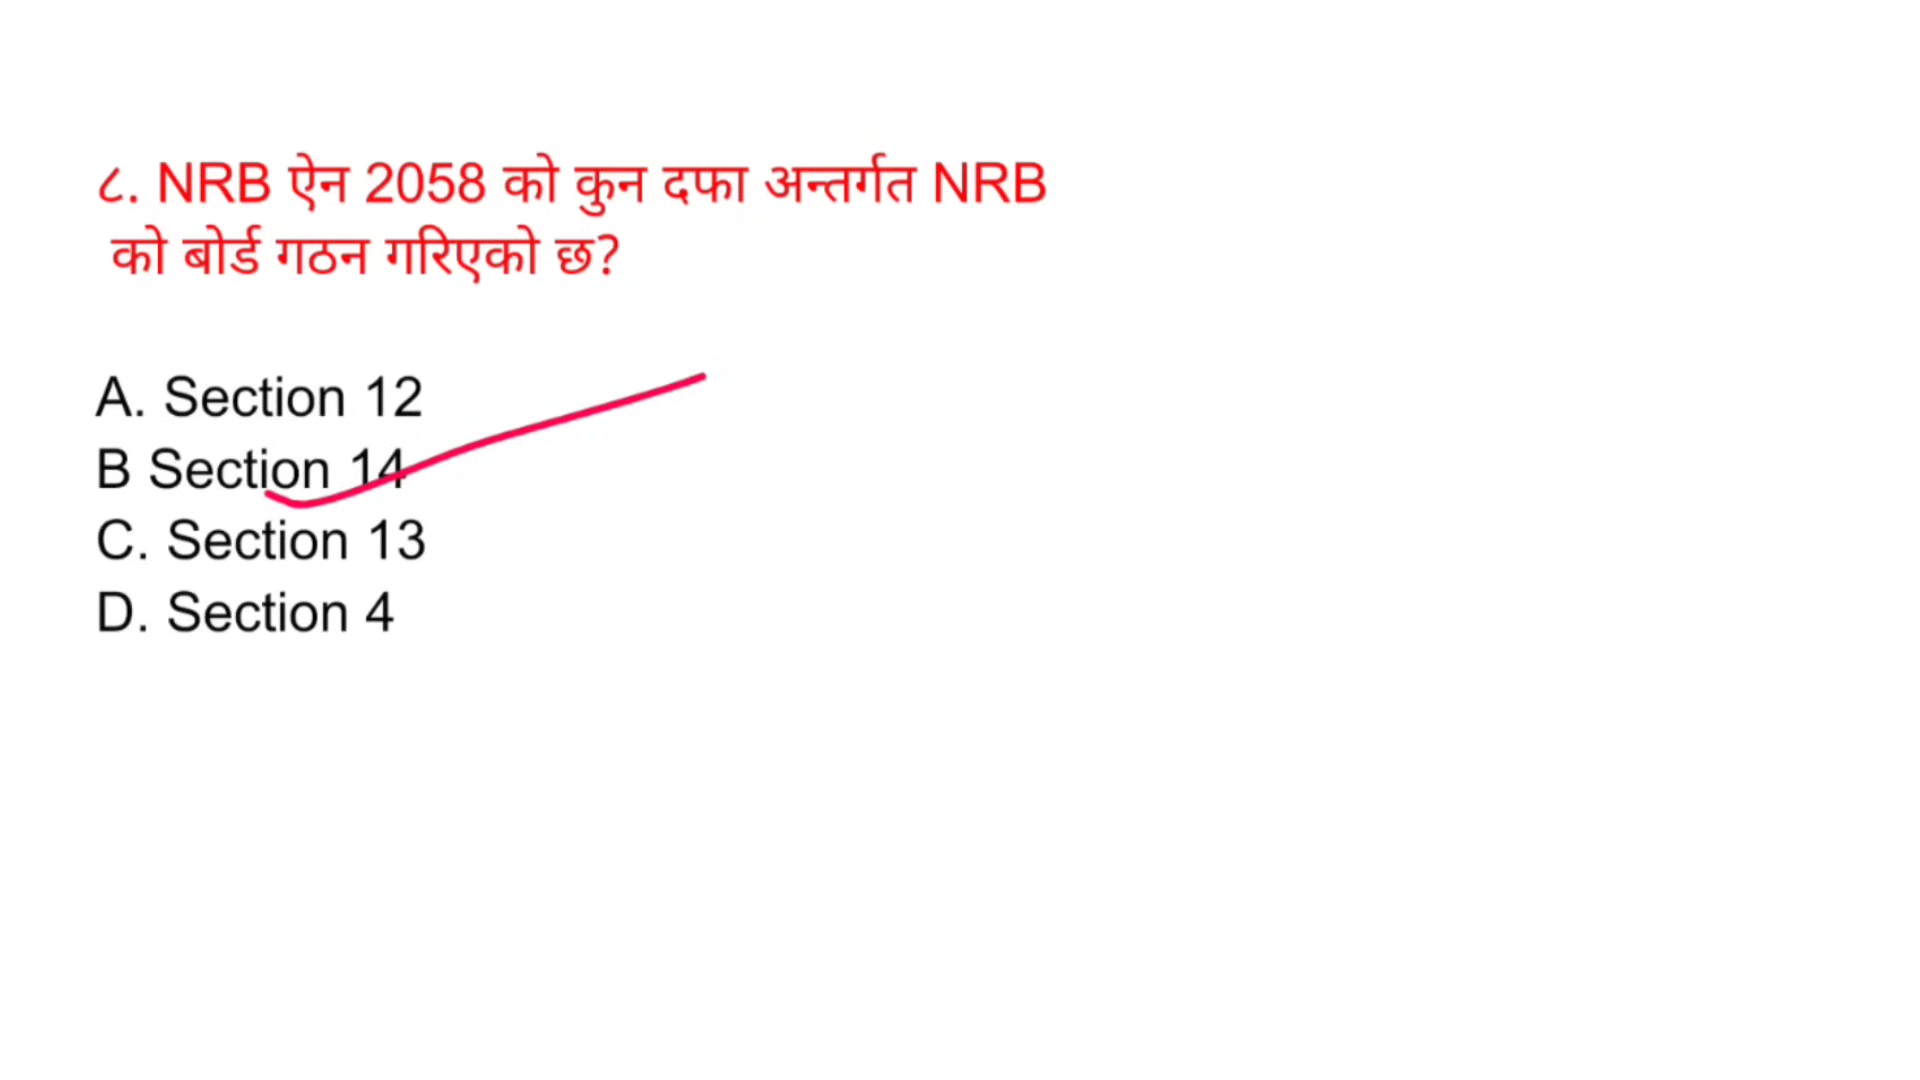 ८. NRB ऐन 2058 को कुन दफा अन्तर्गत NRB
को बोर्ड गठन गरिएको छ?
A. Section 12
B Section 14
C. Section 13
D. Section 4